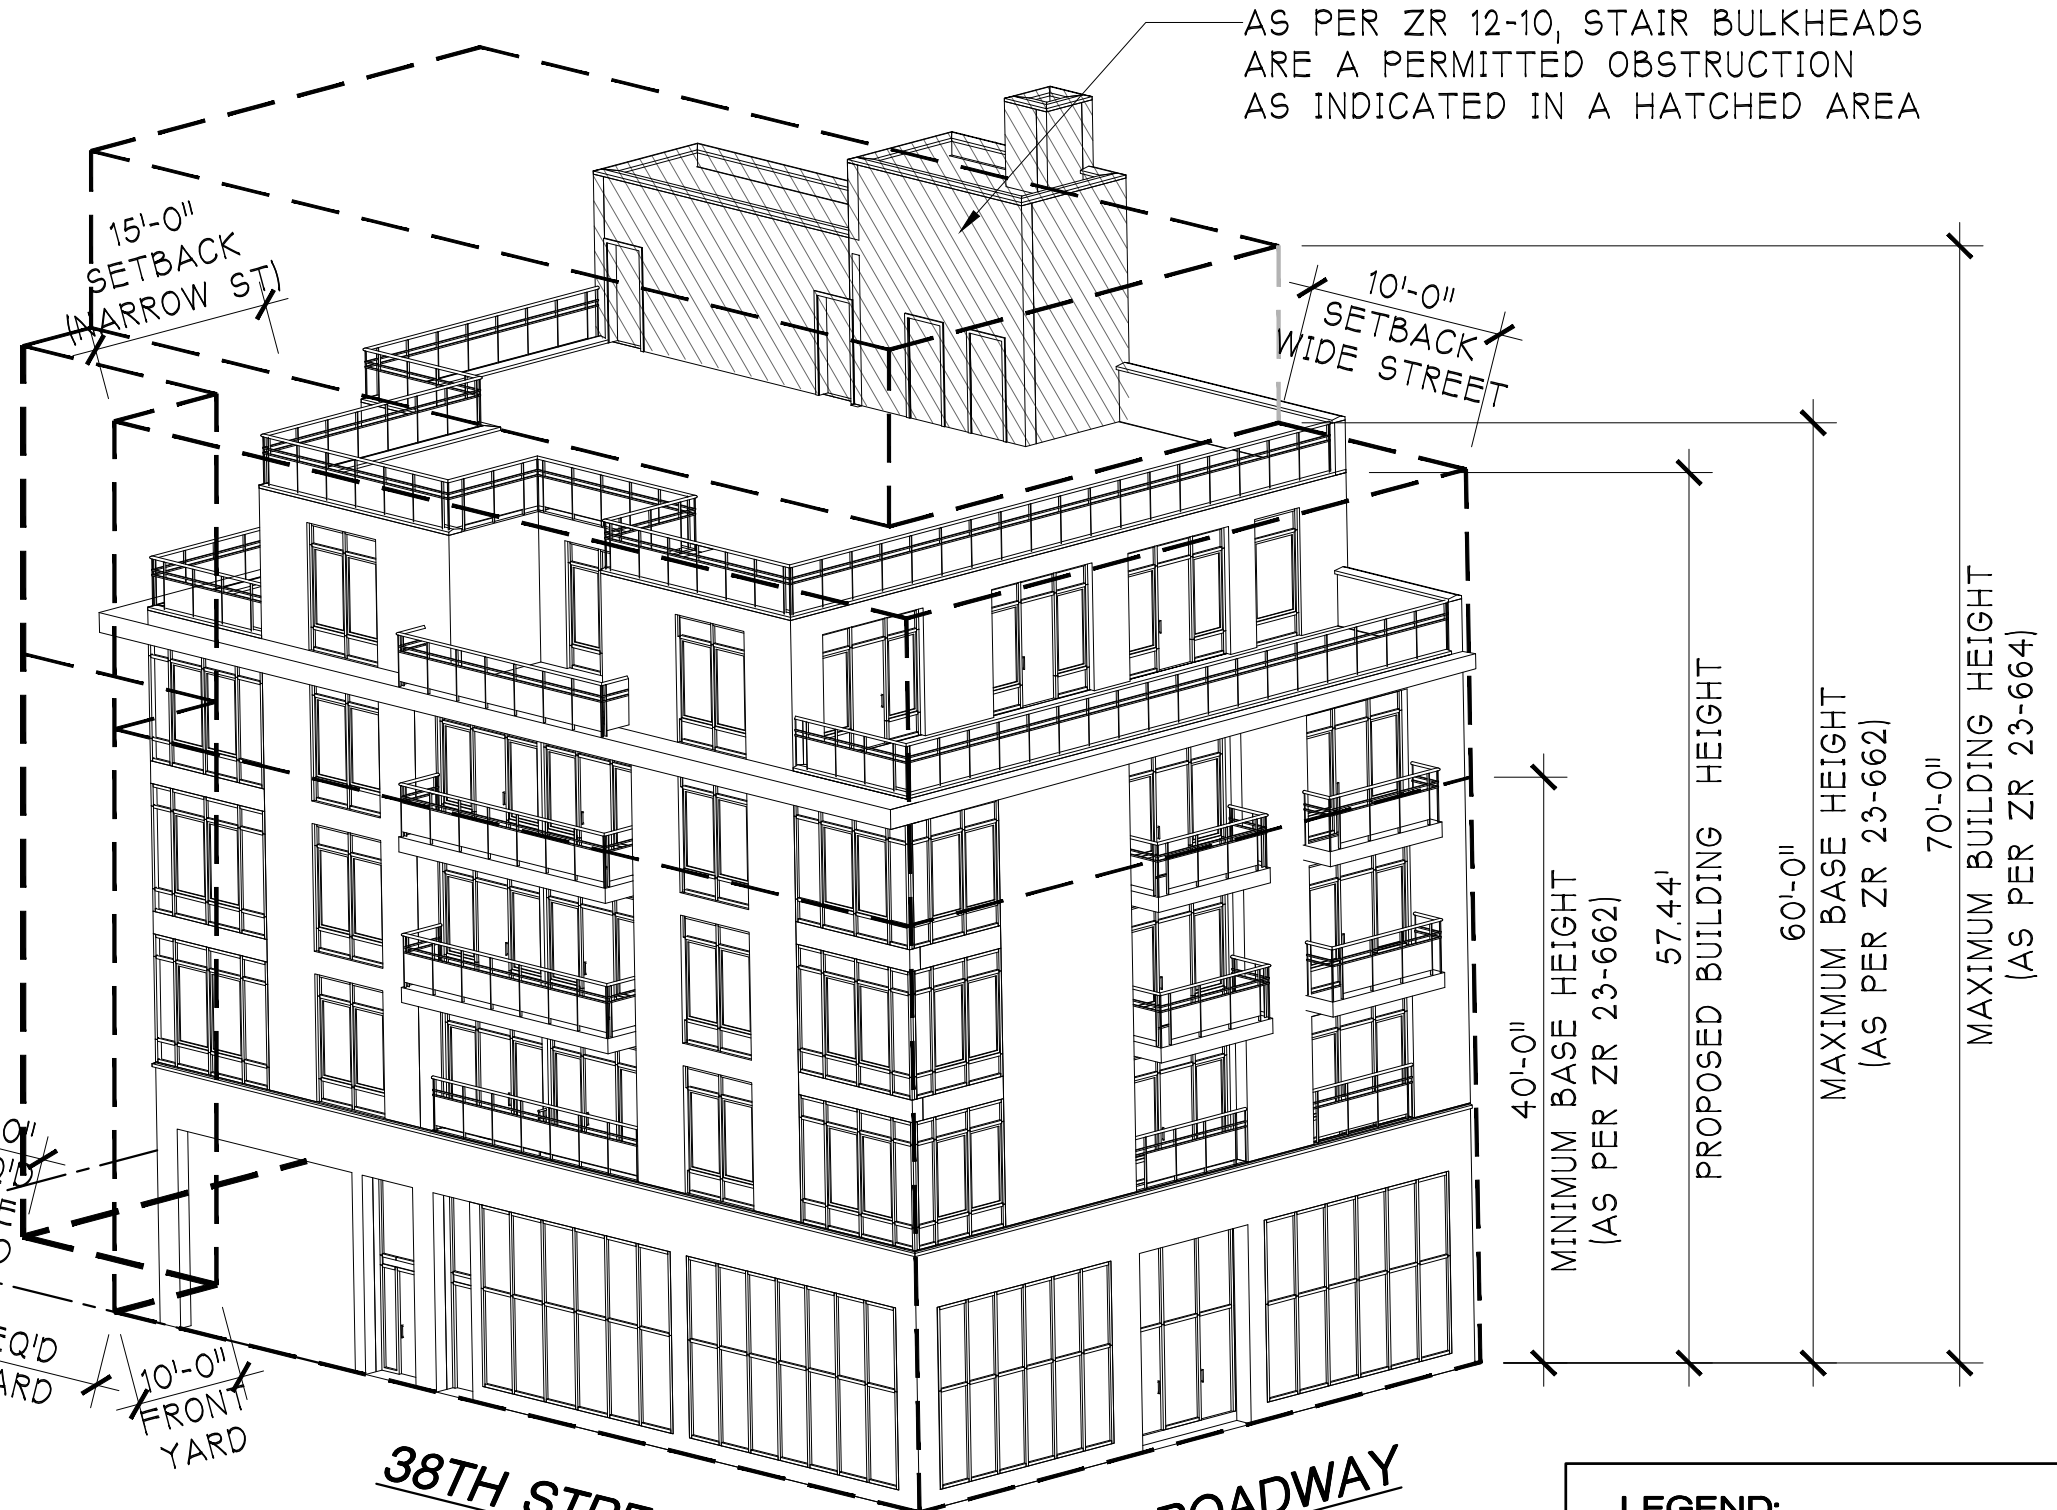 AS PER ZR 12-10, STAIR BULKHEADS
ARE A PERMITTED OBSTRUCTION
AS INDICATED IN A HATCHED AREA
15'-0"
SETBACK
(NARROW ST)
10'-0"
SETBACK
WIDE STREET
40'-0"
MINIMUM BASE HEIGHT
(AS PER ZR 23-662)
57.44'
PROPOSED BUILDING HEIGHT
60'-0"
MAXIMUM BASE HEIGHT
(AS PER ZR 23-662)
70'-0"
MAXIMUM BUILDING HEIGHT
(AS PER ZR 23-664)
10'-0"
FRONT
YARD
38TH
LEGEND: